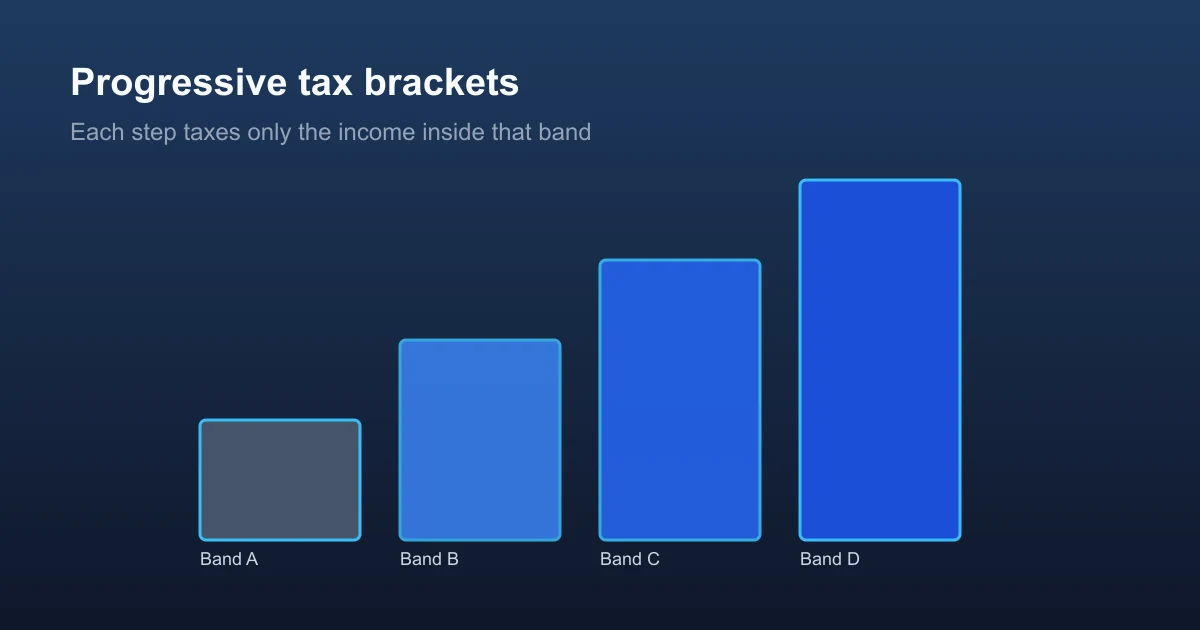 Progressive tax brackets
Each step taxes only the income inside that band
Band A
Band B
Band C
Band D